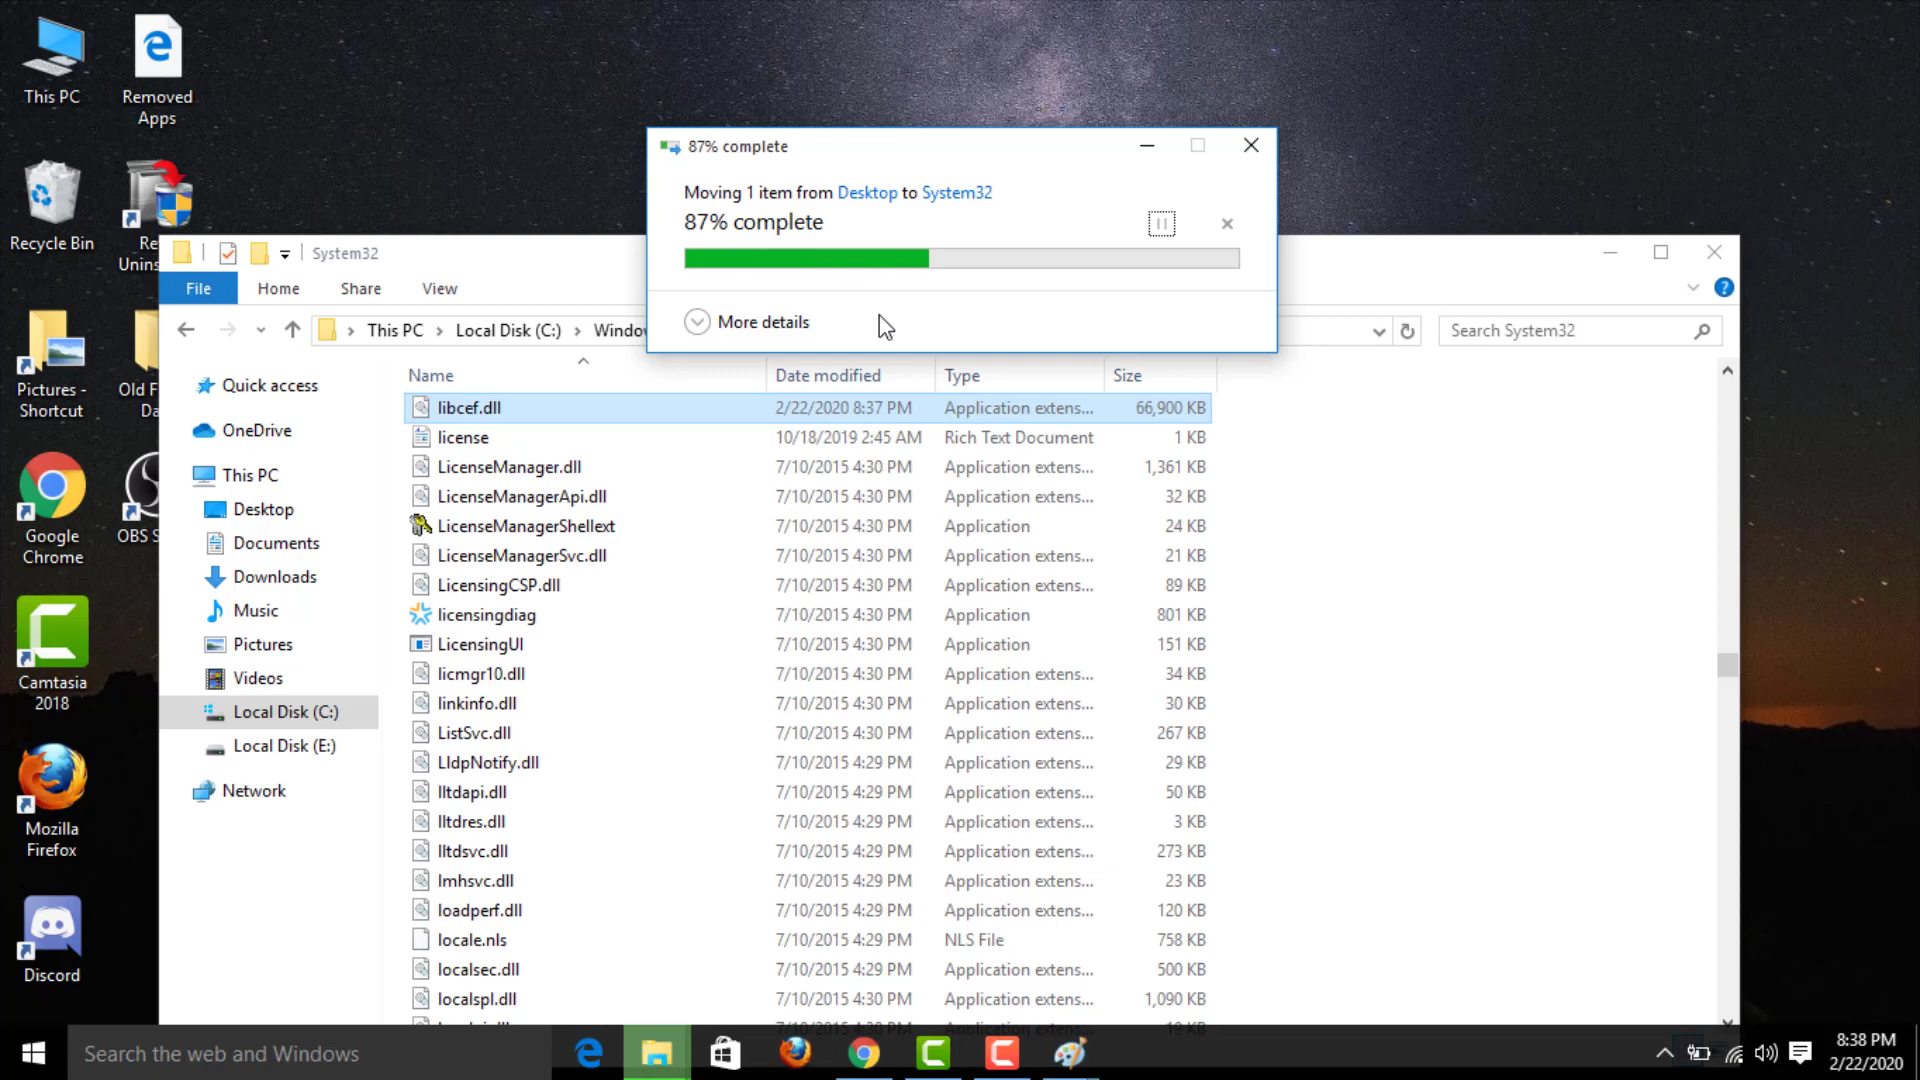 This PC
Removed
Apps
Recycle Bin
Re
Unins
Pictures -
Shortcut
Old F
Da
Google
Chrome
OBS S
Camtasia
2018
Mozilla
Firefox
Discord
87% complete
Moving 1 item from Desktop to System32
87% complete
More details
System32
File Home Share View
This PC Local Disk (C:) Windo
Search System32
Quick access
OneDrive
This PC
Desktop
Documents
Downloads
Music
Pictures
Videos
Local Disk (C:)
Local Disk (E:)
Network
Name Date modified Type Size
libcef.dll 2/22/2020 8:37 PM Application extens... 66,900 KB
license 10/18/2019 2:45 AM Rich Text Document 1 KB
LicenseManager.dll 7/10/2015 4:30 PM Application extens... 1,361 KB
LicenseManagerApi.dll 7/10/2015 4:30 PM Application extens... 32 KB
LicenseManagerShellext 7/10/2015 4:30 PM Application 24 KB
LicenseManagerSvc.dll 7/10/2015 4:30 PM Application extens... 21 KB
LicensingCSP.dll 7/10/2015 4:30 PM Application extens... 89 KB
licensingdiag 7/10/2015 4:30 PM Application 801 KB
LicensingUI 7/10/2015 4:30 PM Application 151 KB
licmgr10.dll 7/10/2015 4:30 PM Application extens... 34 KB
linkinfo.dll 7/10/2015 4:30 PM Application extens... 30 KB
ListSvc.dll 7/10/2015 4:30 PM Application extens... 267 KB
LldpNotify.dll 7/10/2015 4:29 PM Application extens... 29 KB
lltdapi.dll 7/10/2015 4:29 PM Application extens... 50 KB
lltdres.dll 7/10/2015 4:29 PM Application extens... 3 KB
lltdsvc.dll 7/10/2015 4:29 PM Application extens... 273 KB
lmhsvc.dll 7/10/2015 4:29 PM Application extens... 23 KB
loadperf.dll 7/10/2015 4:29 PM Application extens... 120 KB
locale.nls 7/10/2015 4:29 PM NLS File 758 KB
localsec.dll 7/10/2015 4:29 PM Application extens... 500 KB
localspl.dll 7/10/2015 4:30 PM Application extens... 1,090 KB
7/10/2015 4:30 PM Application extens... 19 KB
Search the web and Windows
8:38 PM
2/22/2020